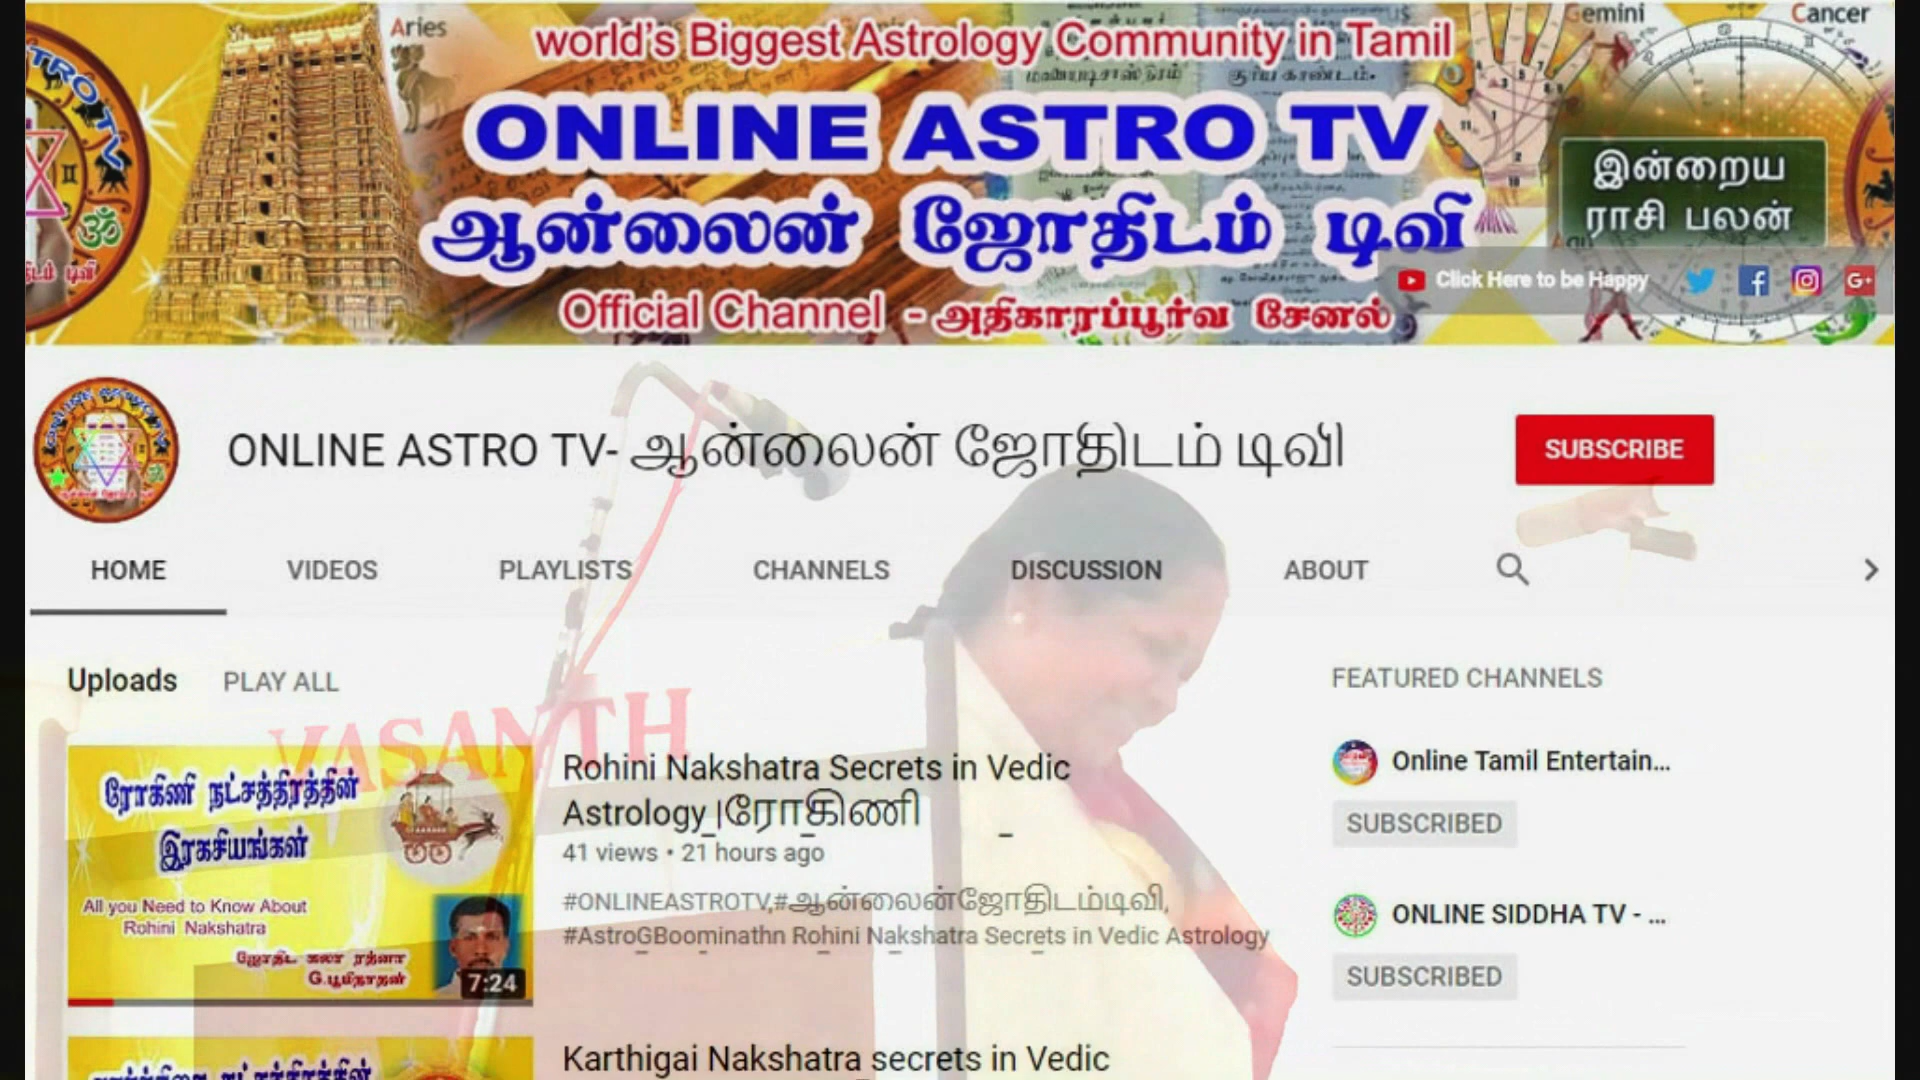 Aries
Gemini
Cancer
world's Biggest Astrology Community in Tamil
ONLINE ASTRO TV
ஆன்லைன் ஜோதிடம் டிவி
Official Channel - அதிகாரப்பூர்வ சேனல்
இன்றைய
ராசி பலன்
Click Here to be Happy
ONLINE ASTRO TV- ஆன்லைன் ஜோதிடம் டிவி
SUBSCRIBE
HOME VIDEOS PLAYLISTS CHANNELS DISCUSSION ABOUT
Uploads PLAY ALL
VASANTH
ரோகிணி நட்சத்திரத்தின்
இரகசியங்கள்
All you Need to Know About
Rohini Nakshatra
ஜோதிட கலா ரத்னா
G.பூமிநாதன்
7:24
Rohini Nakshatra Secrets in Vedic
Astrology |ரோகிணி
41 views • 21 hours ago
#ONLINEASTROTV,#ஆன்லைன்ஜோதிடம்டிவி,
#AstroGBoominathn Rohini Nakshatra Secrets in Vedic Astrology
Karthigai Nakshatra secrets in Vedic
FEATURED CHANNELS
Online Tamil Entertain...
SUBSCRIBED
ONLINE SIDDHA TV - ...
SUBSCRIBED